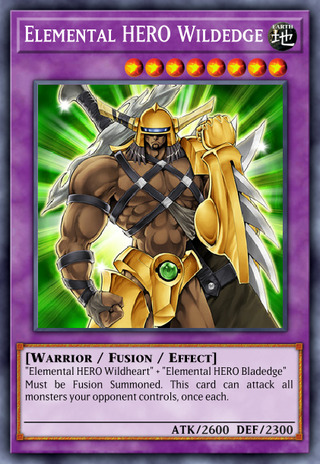 Elemental HERO Wildedge
EARTH
地
[Warrior / Fusion / Effect]
"Elemental HERO Wildheart" + "Elemental HERO Bladedge"
Must be Fusion Summoned. This card can attack all
monsters your opponent controls, once each.
ATK/2600 DEF/2300